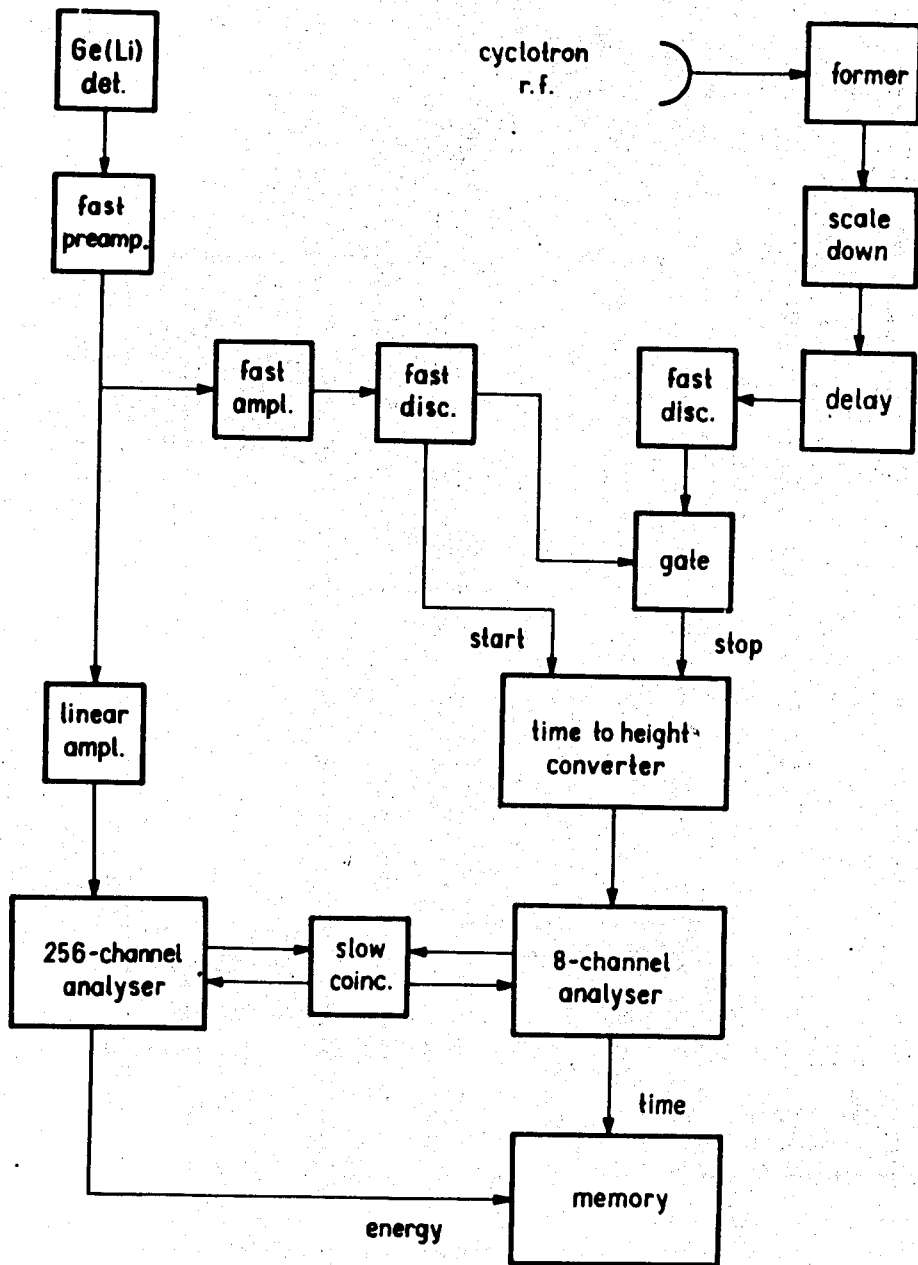 Ge(Li)
det.
cyclotron
r.f.
former
fast
preamp.
scale
down
fast
ampl.
fast
disc.
fast
disc.
delay
gate
start
stop
linear
ampl.
time to height
converter
256-channel
analyser
slow
coinc.
8-channel
analyser
time
memory
energy